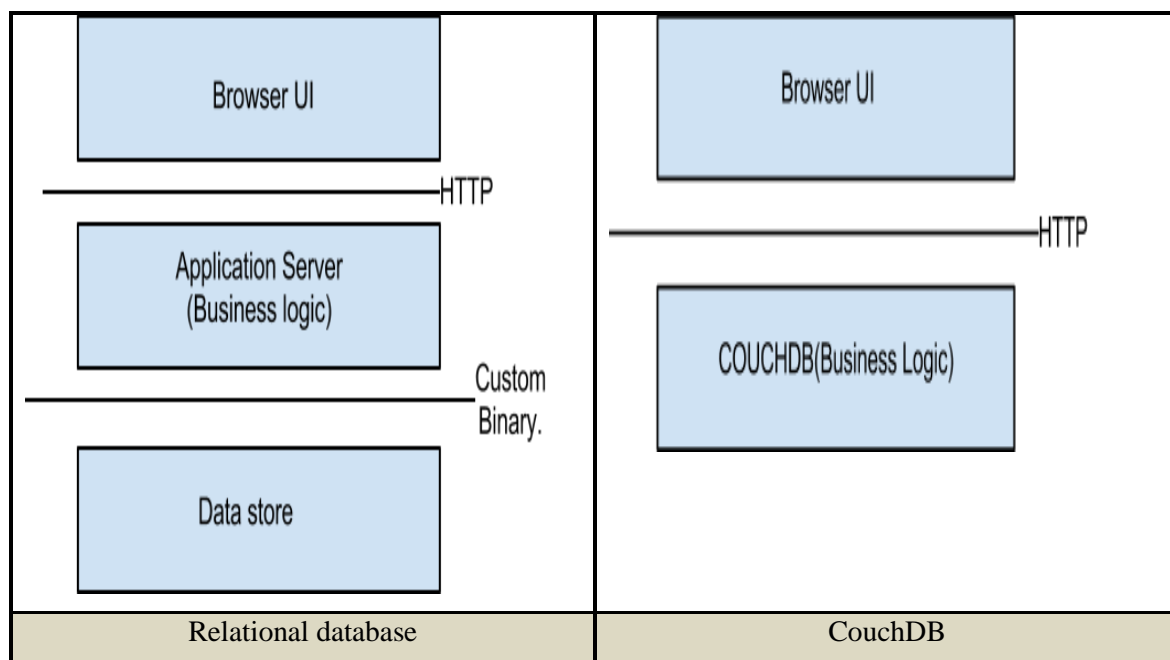 Browser UI
HTTP
Application Server
(Business logic)
Custom
Binary.
Data store
Relational database
Browser UI
HTTP
COUCHDB(Business Logic)
CouchDB